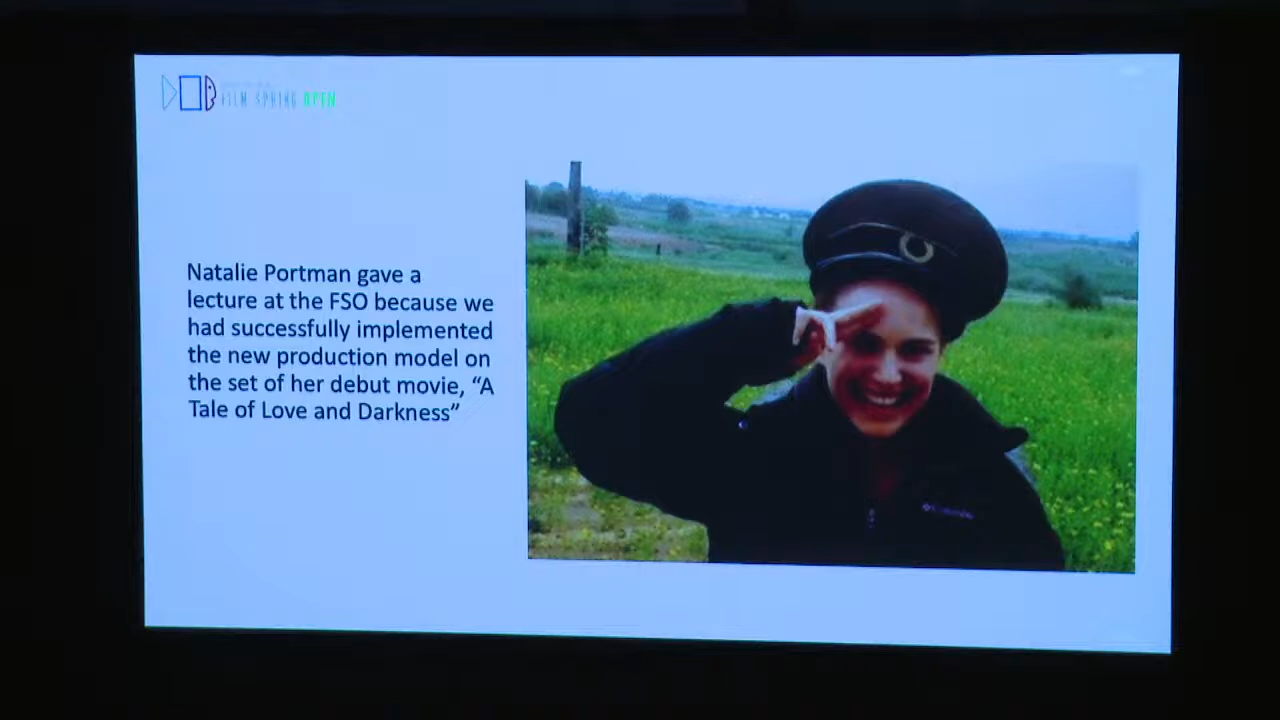 FILM SPRING OPEN
Natalie Portman gave a
lecture at the FSO because we
had successfully implemented
the new production model on
the set of her debut movie, “A
Tale of Love and Darkness”
Columbia